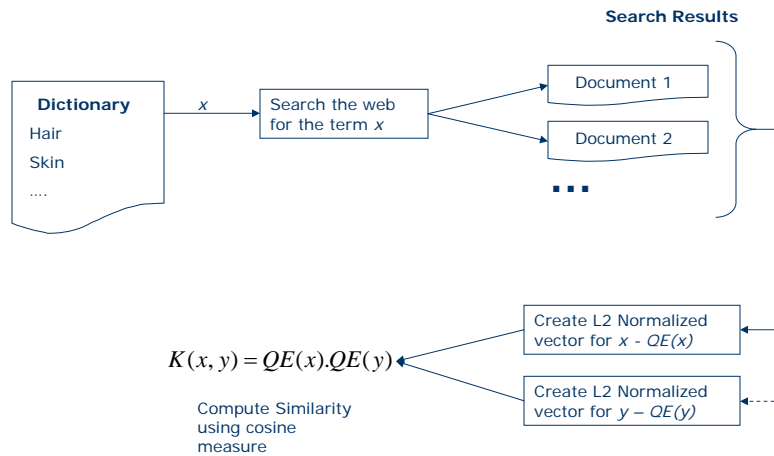 Search Results
Dictionary
Hair
Skin
....
x
Search the web
for the term x
Document 1
Document 2
...
Create L2 Normalized
vector for x - QE(x)
K(x, y) = QE(x).QE(y)
Create L2 Normalized
vector for y – QE(y)
Compute Similarity
using cosine
measure